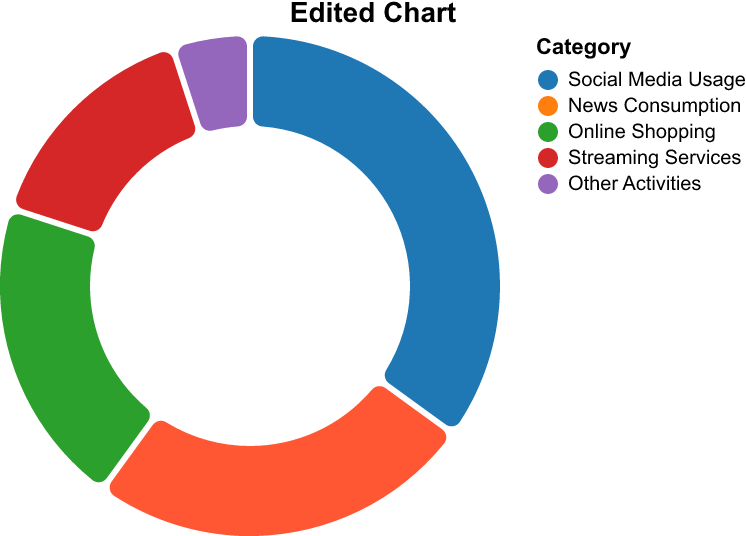 Edited Chart
Category
Social Media Usage
News Consumption
Online Shopping
Streaming Services
Other Activities